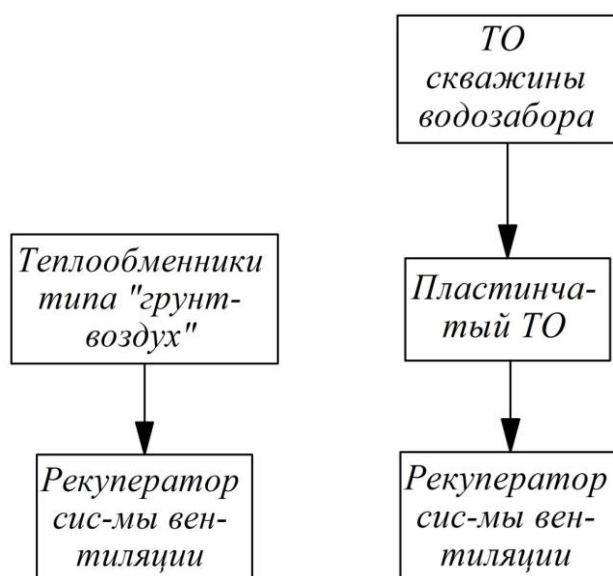 ТО
скважины
водозабора
Теплообменники
типа "грунт-
воздух"
Пластинча-
тый ТО
Рекуператор
сис-мы вен-
тиляции
Рекуператор
сис-мы вен-
тиляции